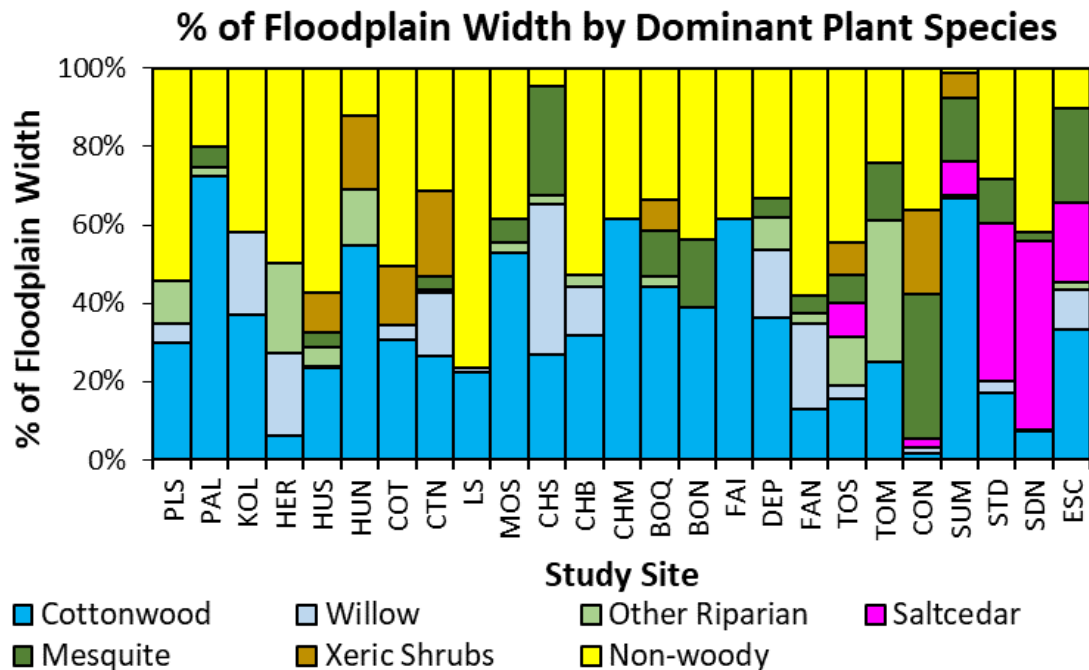 % of Floodplain Width by Dominant Plant Species
% of Floodplain Width
100%
80%
60%
40%
20%
0%
PLS
PAL
KOL
HER
HUS
HUN
COT
CTN
LS
MOS
CHS
CHB
CHM
BOQ
BON
FAI
DEP
FAN
TOS
TOM
CON
SUM
STD
SDN
ESC
Study Site
Cottonwood Willow Other Riparian Saltcedar
Mesquite Xeric Shrubs Non-woody